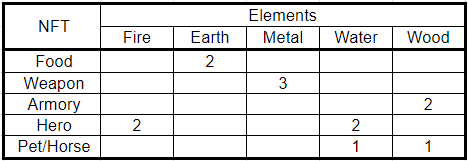 NFT Elements
Fire Earth Metal Water Wood
Food 2
Weapon 3
Armory 2
Hero 2 2
Pet/Horse 1 1